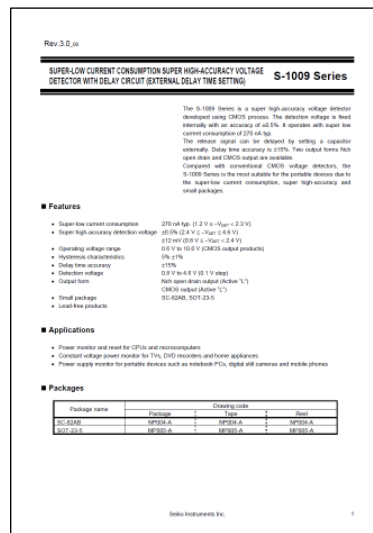 Rev.3.0_00
SUPER-LOW CURRENT CONSUMPTION SUPER HIGH-ACCURACY VOLTAGE
DETECTOR WITH DELAY CIRCUIT (EXTERNAL DELAY TIME SETTING)
S-1009 Series
The S-1009 Series is a super high-accuracy voltage detector
developed using CMOS process. The detection voltage is fixed
internally with an accuracy of ±0.5%. It operates with super low
current consumption of 270 nA typ.
The release signal can be delayed by setting a capacitor
externally. Delay time accuracy is ±15%. Two output forms Nch
open drain and CMOS output are available.
Compared with conventional CMOS voltage detectors, the
S-1009 Series is the most suitable for the portable devices due to
the super-low current consumption, super high-accuracy and
small packages.
■ Features
• Super-low current consumption 270 nA typ. (1.2 V ≤ −VDET < 2.3 V)
• Super high-accuracy detection voltage ±0.5% (2.4 V ≤ −VDET ≤ 4.6 V)
±12 mV (0.8 V ≤ −VDET < 2.4 V)
• Operating voltage range 0.6 V to 10.0 V (CMOS output products)
• Hysteresis characteristics 5% ±1%
• Delay time accuracy ±15%
• Detection voltage 0.8 V to 4.6 V (0.1 V step)
• Output form Nch open-drain output (Active "L")
CMOS output (Active "L")
• Small package SC-82AB, SOT-23-5
• Lead-free products
■ Applications
• Power monitor and reset for CPUs and microcomputers
• Constant voltage power monitor for TVs, DVD recorders and home appliances
• Power supply monitor for portable devices such as notebook PCs, digital still cameras and mobile phones
■ Packages
Package name Drawing code
Package Tape Reel
SC-82AB NP004-A NP004-A NP004-A
SOT-23-5 MP005-A MP005-A MP005-A
Seiko Instruments Inc. 1